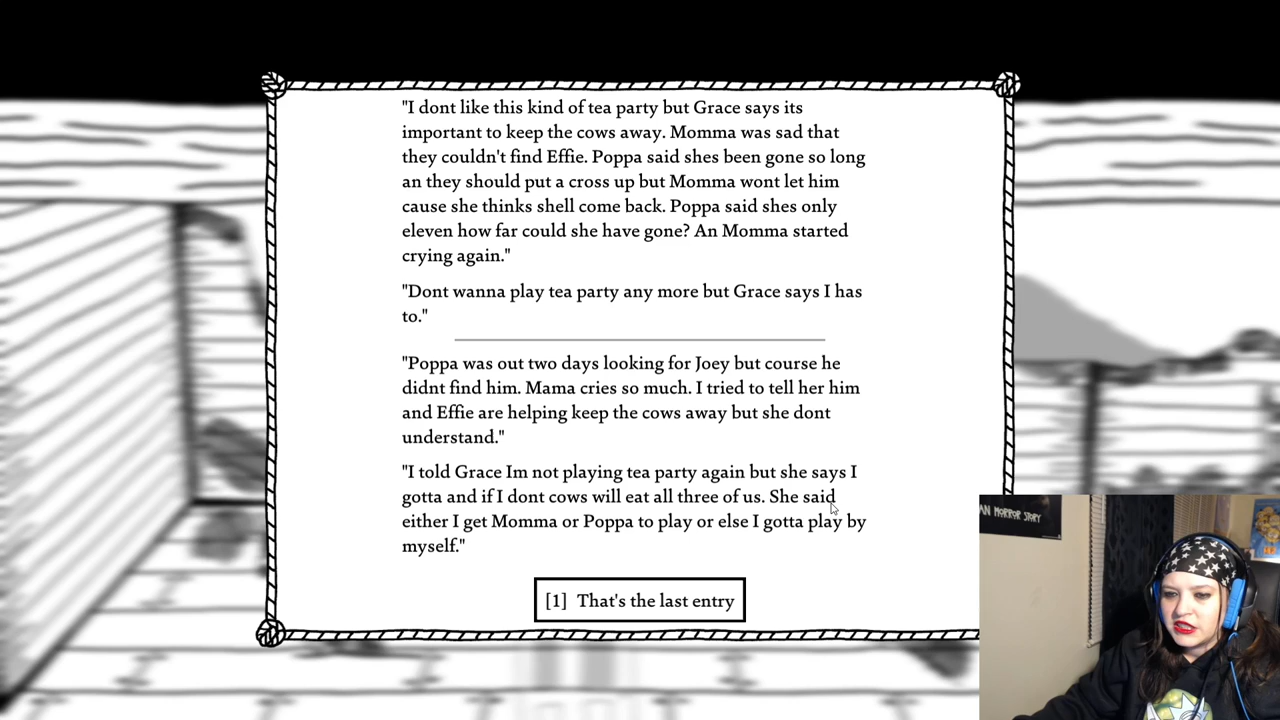 "I dont like this kind of tea party but Grace says its
important to keep the cows away. Momma was sad that
they couldn't find Effie. Poppa said shes been gone so long
an they should put a cross up but Momma wont let him
cause she thinks shell come back. Poppa said shes only
eleven how far could she have gone? An Momma started
crying again."
"Dont wanna play tea party any more but Grace says I has
to."
"Poppa was out two days looking for Joey but course he
didnt find him. Mama cries so much. I tried to tell her him
and Effie are helping keep the cows away but she dont
understand."
"I told Grace Im not playing tea party again but she says I
gotta and if I dont cows will eat all three of us. She said
either I get Momma or Poppa to play or else I gotta play by
myself."
[1] That's the last entry
AN HORROR STORY